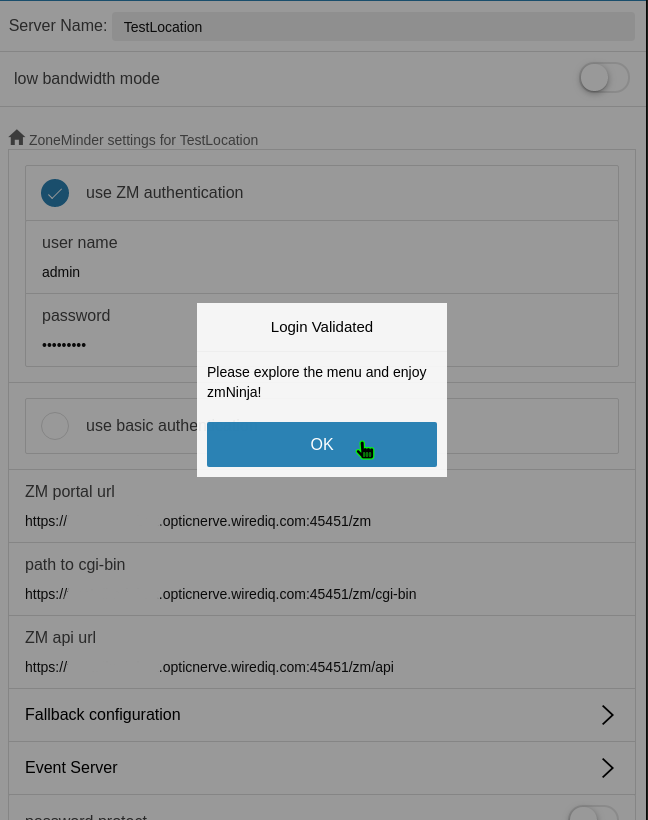 Server Name: TestLocation
low bandwidth mode
ZoneMinder settings for TestLocation
use ZM authentication
user name
admin
password
•••••••••
Login Validated
Please explore the menu and enjoy
zmNinja!
use basic authe
OK
ZM portal url
https:// .opticnerve.wirediq.com:45451/zm
path to cgi-bin
https:// .opticnerve.wirediq.com:45451/zm/cgi-bin
ZM api url
https:// .opticnerve.wirediq.com:45451/zm/api
Fallback configuration
Event Server
password protect